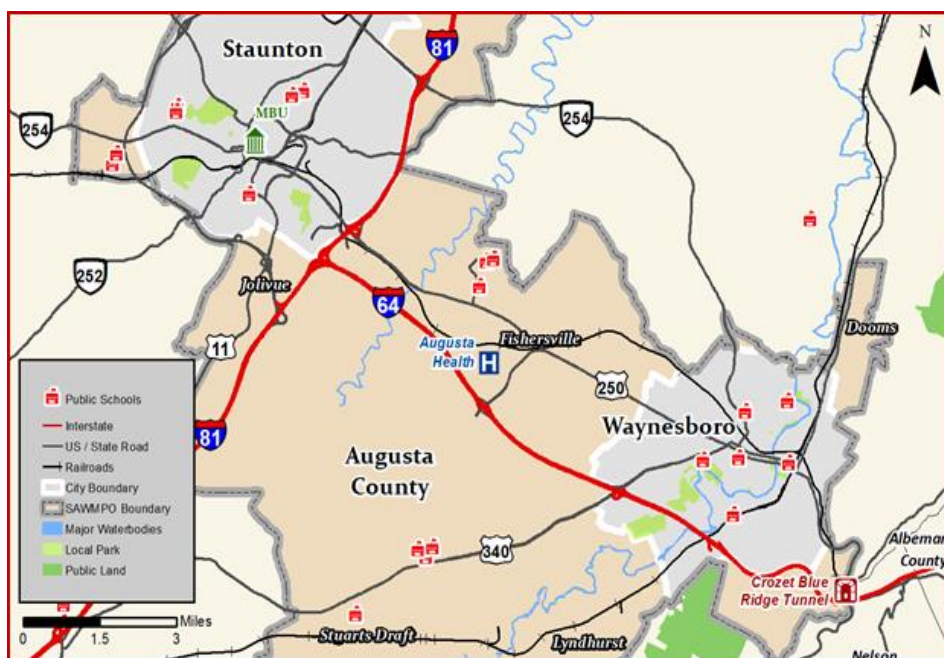 Staunton
81
N
MBU
254
254
252
Jolivue
64
11
Augusta
Health
H
Fishersville
Dooms
250
Waynesboro
81
Augusta
County
340
Public Schools
Interstate
US / State Road
Railroads
City Boundary
SAWMPO Boundary
Major Waterbodies
Local Park
Public Land
0 1.5 3 Miles
Albemar
County
Crozet Blue
Ridge Tunnel
Stuarts Draft
Lyndhurst
Nelson